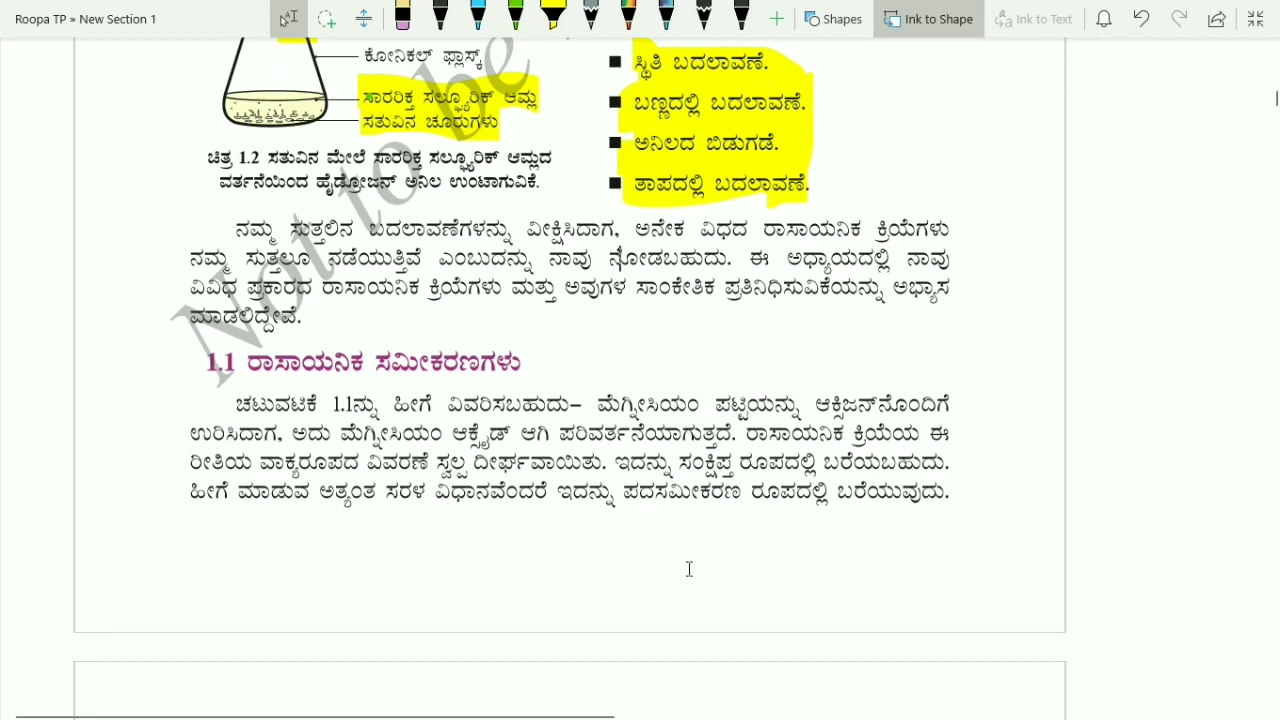 Roopa TP » New Section 1
Shapes
Ink to Shape
Ink to Text
ಕೋನಿಕಲ್ ಫ್ಲಾಸ್ಕ್
ಸಾರರಿಕ್ತ ಸಲ್ಫ್ಯೂರಿಕ್ ಆಮ್ಲ
ಸತುವಿನ ಚೂರುಗಳು
ಚಿತ್ರ 1.2 ಸತುವಿನ ಮೇಲೆ ಸಾರರಿಕ್ತ ಸಲ್ಫ್ಯೂರಿಕ್ ಆಮ್ಲದ
ವರ್ತನೆಯಿಂದ ಹೈಡ್ರೋಜನ್ ಅನಿಲ ಉಂಟಾಗುವಿಕೆ.
■ ಸ್ಥಿತಿ ಬದಲಾವಣೆ.
■ ಬಣ್ಣದಲ್ಲಿ ಬದಲಾವಣೆ.
■ ಅನಿಲದ ಬಿಡುಗಡೆ.
■ ತಾಪದಲ್ಲಿ ಬದಲಾವಣೆ.
ನಮ್ಮ ಸುತ್ತಲಿನ ಬದಲಾವಣೆಗಳನ್ನು ವೀಕ್ಷಿಸಿದಾಗ, ಅನೇಕ ವಿಧದ ರಾಸಾಯನಿಕ ಕ್ರಿಯೆಗಳು
ನಮ್ಮ ಸುತ್ತಲೂ ನಡೆಯುತ್ತಿವೆ ಎಂಬುದನ್ನು ನಾವು ನೋಡಬಹುದು. ಈ ಅಧ್ಯಾಯದಲ್ಲಿ ನಾವು
ವಿವಿಧ ಪ್ರಕಾರದ ರಾಸಾಯನಿಕ ಕ್ರಿಯೆಗಳು ಮತ್ತು ಅವುಗಳ ಸಾಂಕೇತಿಕ ಪ್ರತಿನಿಧಿಸುವಿಕೆಯನ್ನು ಅಭ್ಯಾಸ
ಮಾಡಲಿದ್ದೇವೆ.
Not to be
1.1 ರಾಸಾಯನಿಕ ಸಮೀಕರಣಗಳು
ಚಟುವಟಿಕೆ 1.1ನ್ನು ಹೀಗೆ ವಿವರಿಸಬಹುದು– ಮೆಗ್ನೀಸಿಯಂ ಪಟ್ಟಿಯನ್ನು ಆಕ್ಸಿಜನ್‌ನೊಂದಿಗೆ
ಉರಿಸಿದಾಗ, ಅದು ಮೆಗ್ನೀಸಿಯಂ ಆಕ್ಸೈಡ್ ಆಗಿ ಪರಿವರ್ತನೆಯಾಗುತ್ತದೆ. ರಾಸಾಯನಿಕ ಕ್ರಿಯೆಯ ಈ
ರೀತಿಯ ವಾಕ್ಯರೂಪದ ವಿವರಣೆ ಸ್ವಲ್ಪ ದೀರ್ಘವಾಯಿತು. ಇದನ್ನು ಸಂಕ್ಷಿಪ್ತ ರೂಪದಲ್ಲಿ ಬರೆಯಬಹುದು.
ಹೀಗೆ ಮಾಡುವ ಅತ್ಯಂತ ಸರಳ ವಿಧಾನವೆಂದರೆ ಇದನ್ನು ಪದಸಮೀಕರಣ ರೂಪದಲ್ಲಿ ಬರೆಯುವುದು.